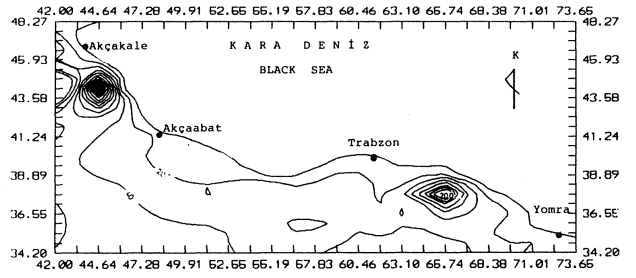 42.00 44.64 47.28 49.91 52.55 55.19 57.83 60.46 63.10 65.74 68.38 71.01 73.65
48.27 48.27
Akçakale
KARA DENİZ
45.93 45.93
BLACK SEA
K
43.58 43.58
41.24 Akçaabat 41.24
Trabzon
38.89 38.89
200
36.55 Yomra 36.55
34.20 34.20
42.00 44.64 47.28 49.91 52.55 55.19 57.83 60.46 63.10 65.74 68.38 71.01 73.65